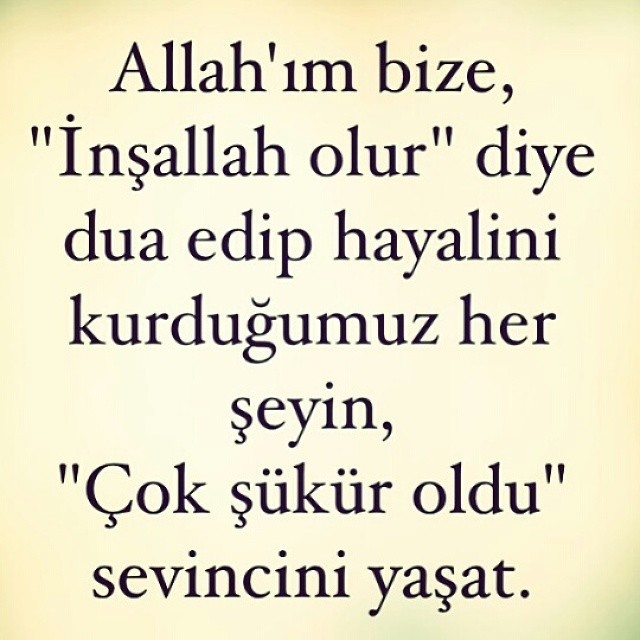 Allah'ım bize,
"İnşallah olur" diye
dua edip hayalini
kurduğumuz her
şeyin,
"Çok şükür oldu"
sevincini yaşat.